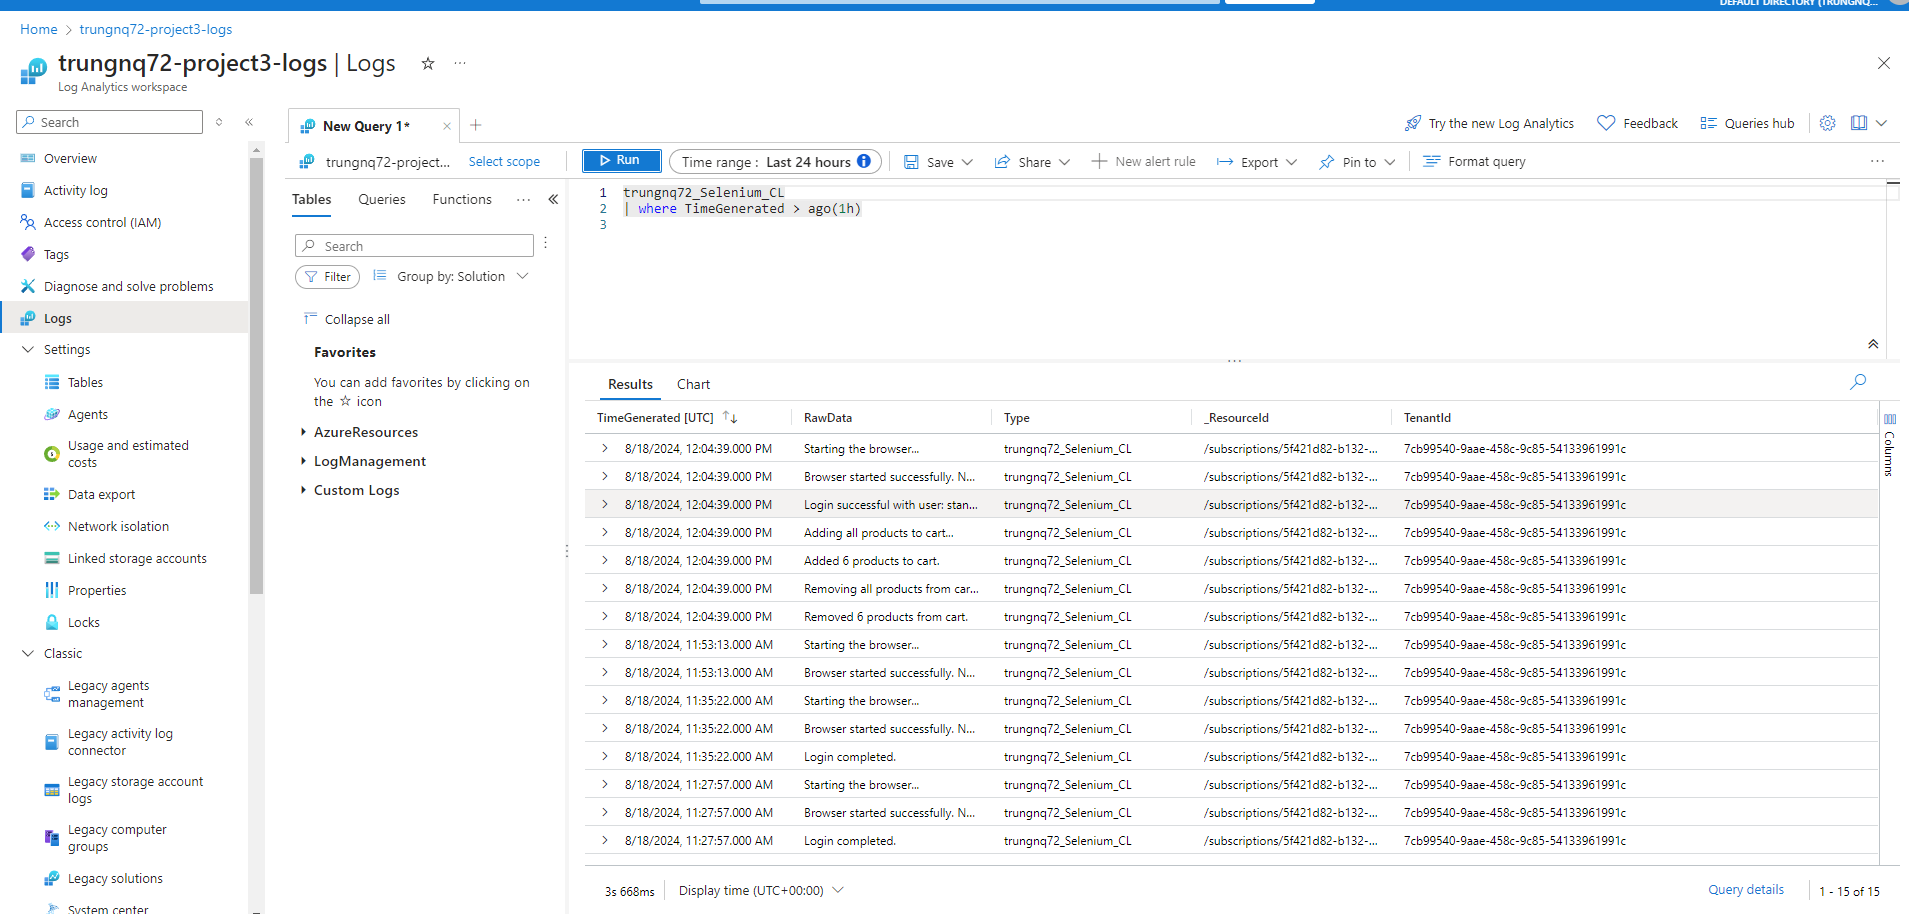 DEFAULT DIRECTORY (TRUNGNQ...
Home > trungnq72-project3-logs
trungnq72-project3-logs | Logs
Log Analytics workspace
Search
Overview
Activity log
Access control (IAM)
Tags
Diagnose and solve problems
Logs
Settings
Tables
Agents
Usage and estimated
costs
Data export
Network isolation
Linked storage accounts
Properties
Locks
Classic
Legacy agents
management
Legacy activity log
connector
Legacy storage account
logs
Legacy computer
groups
Legacy solutions
System center
New Query 1*
Try the new Log Analytics
Feedback
Queries hub
trungnq72-project... Select scope
Run
Time range : Last 24 hours
Save
Share
New alert rule
Export
Pin to
Format query
Tables Queries Functions ...
Search
Filter
Group by: Solution
Collapse all
Favorites
You can add favorites by clicking on
the ☆ icon
AzureResources
LogManagement
Custom Logs
1 trungnq72_Selenium_CL
2 | where TimeGenerated > ago(1h)
3
Results Chart
TimeGenerated [UTC] RawData Type _ResourceId TenantId
8/18/2024, 12:04:39.000 PM Starting the browser... trungnq72_Selenium_CL /subscriptions/5f421d82-b132-... 7cb99540-9aae-458c-9c85-54133961991c
8/18/2024, 12:04:39.000 PM Browser started successfully. N... trungnq72_Selenium_CL /subscriptions/5f421d82-b132-... 7cb99540-9aae-458c-9c85-54133961991c
8/18/2024, 12:04:39.000 PM Login successful with user: stan... trungnq72_Selenium_CL /subscriptions/5f421d82-b132-... 7cb99540-9aae-458c-9c85-54133961991c
8/18/2024, 12:04:39.000 PM Adding all products to cart... trungnq72_Selenium_CL /subscriptions/5f421d82-b132-... 7cb99540-9aae-458c-9c85-54133961991c
8/18/2024, 12:04:39.000 PM Added 6 products to cart. trungnq72_Selenium_CL /subscriptions/5f421d82-b132-... 7cb99540-9aae-458c-9c85-54133961991c
8/18/2024, 12:04:39.000 PM Removing all products from car... trungnq72_Selenium_CL /subscriptions/5f421d82-b132-... 7cb99540-9aae-458c-9c85-54133961991c
8/18/2024, 12:04:39.000 PM Removed 6 products from cart. trungnq72_Selenium_CL /subscriptions/5f421d82-b132-... 7cb99540-9aae-458c-9c85-54133961991c
8/18/2024, 11:53:13.000 AM Starting the browser... trungnq72_Selenium_CL /subscriptions/5f421d82-b132-... 7cb99540-9aae-458c-9c85-54133961991c
8/18/2024, 11:53:13.000 AM Browser started successfully. N... trungnq72_Selenium_CL /subscriptions/5f421d82-b132-... 7cb99540-9aae-458c-9c85-54133961991c
8/18/2024, 11:35:22.000 AM Starting the browser... trungnq72_Selenium_CL /subscriptions/5f421d82-b132-... 7cb99540-9aae-458c-9c85-54133961991c
8/18/2024, 11:35:22.000 AM Browser started successfully. N... trungnq72_Selenium_CL /subscriptions/5f421d82-b132-... 7cb99540-9aae-458c-9c85-54133961991c
8/18/2024, 11:35:22.000 AM Login completed. trungnq72_Selenium_CL /subscriptions/5f421d82-b132-... 7cb99540-9aae-458c-9c85-54133961991c
8/18/2024, 11:27:57.000 AM Starting the browser... trungnq72_Selenium_CL /subscriptions/5f421d82-b132-... 7cb99540-9aae-458c-9c85-54133961991c
8/18/2024, 11:27:57.000 AM Browser started successfully. N... trungnq72_Selenium_CL /subscriptions/5f421d82-b132-... 7cb99540-9aae-458c-9c85-54133961991c
8/18/2024, 11:27:57.000 AM Login completed. trungnq72_Selenium_CL /subscriptions/5f421d82-b132-... 7cb99540-9aae-458c-9c85-54133961991c
Columns
3s 668ms Display time (UTC+00:00) Query details 1 - 15 of 15